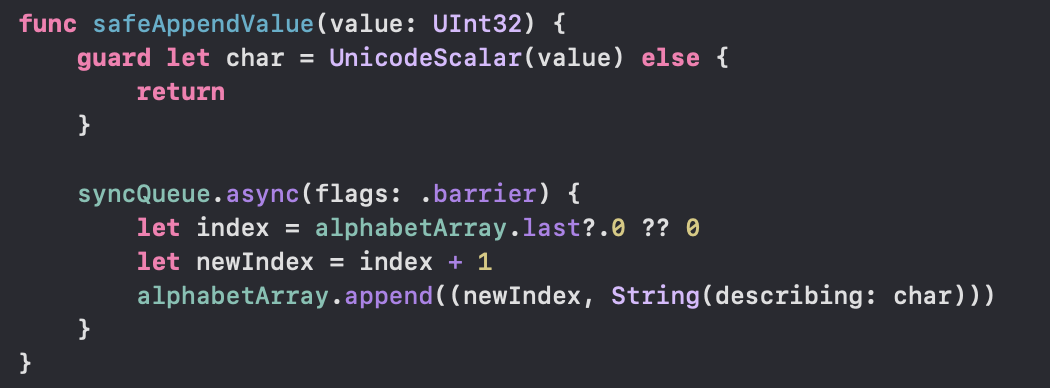 func safeAppendValue(value: UInt32) {
    guard let char = UnicodeScalar(value) else {
        return
    }

    syncQueue.async(flags: .barrier) {
        let index = alphabetArray.last?.0 ?? 0
        let newIndex = index + 1
        alphabetArray.append((newIndex, String(describing: char)))
    }
}